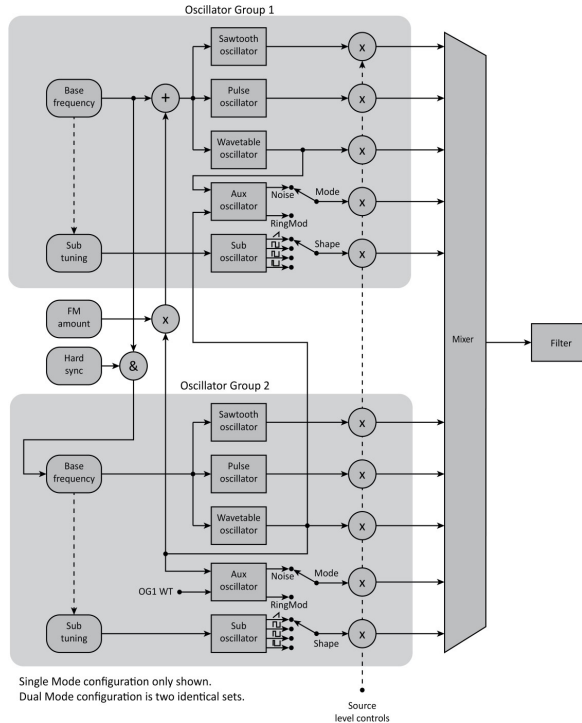 Oscillator Group 1
Sawtooth
oscillator
x
Base
frequency
+
Pulse
oscillator
x
Wavetable
oscillator
x
Aux
oscillator
Noise
Mode
RingMod
x
Sub
tuning
Sub
oscillator
Shape
x
FM
amount
x
Hard
sync
&
Mixer
Filter
Oscillator Group 2
Sawtooth
oscillator
x
Base
frequency
Pulse
oscillator
x
Wavetable
oscillator
x
OG1 WT
Aux
oscillator
Noise
Mode
RingMod
x
Sub
tuning
Sub
oscillator
Shape
x
Single Mode configuration only shown.
Dual Mode configuration is two identical sets.
Source
level controls